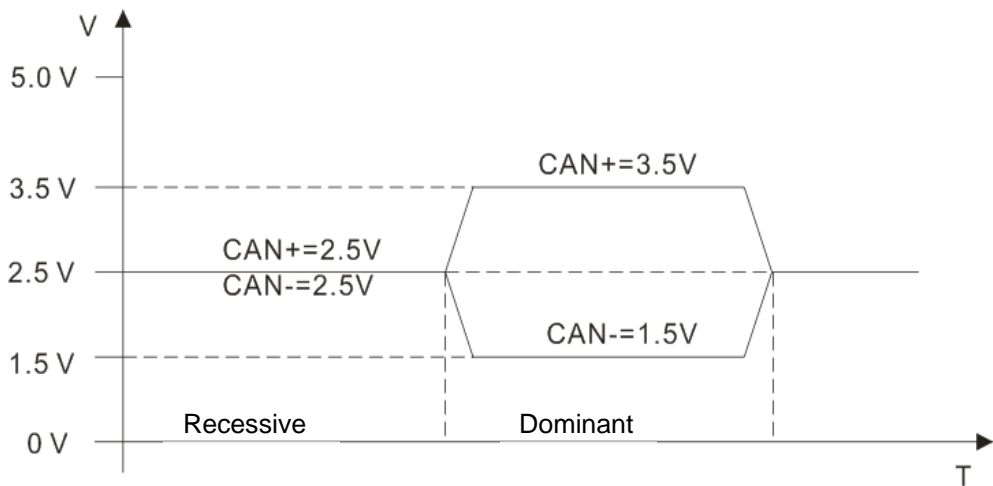 V
5.0 V
CAN+=3.5V
3.5 V
CAN+=2.5V
2.5 V
CAN-=2.5V
CAN-=1.5V
1.5 V
Recessive
Dominant
0 V
T